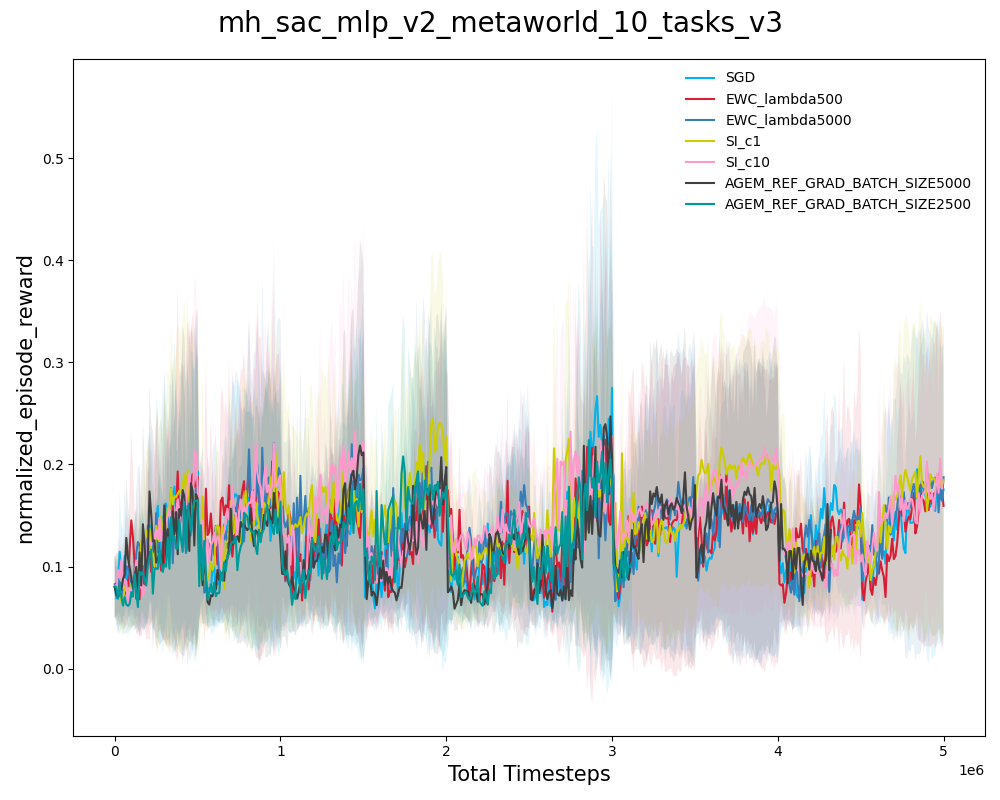 mh_sac_mlp_v2_metaworld_10_tasks_v3
SGD
EWC_lambda500
EWC_lambda5000
SI_c1
SI_c10
AGEM_REF_GRAD_BATCH_SIZE5000
AGEM_REF_GRAD_BATCH_SIZE2500
normalized_episode_reward
0.5
0.4
0.3
0.2
0.1
0.0
0 1 2 3 4 5
1e6
Total Timesteps